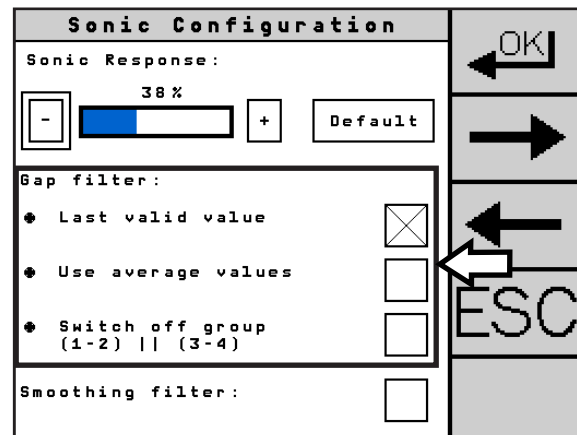 Sonic Configuration
OK
Sonic Response:
38%
- + Default
Gap filter:
Last valid value
Use average values
Switch off group
(1-2) || (3-4)
ESC
Smoothing filter: